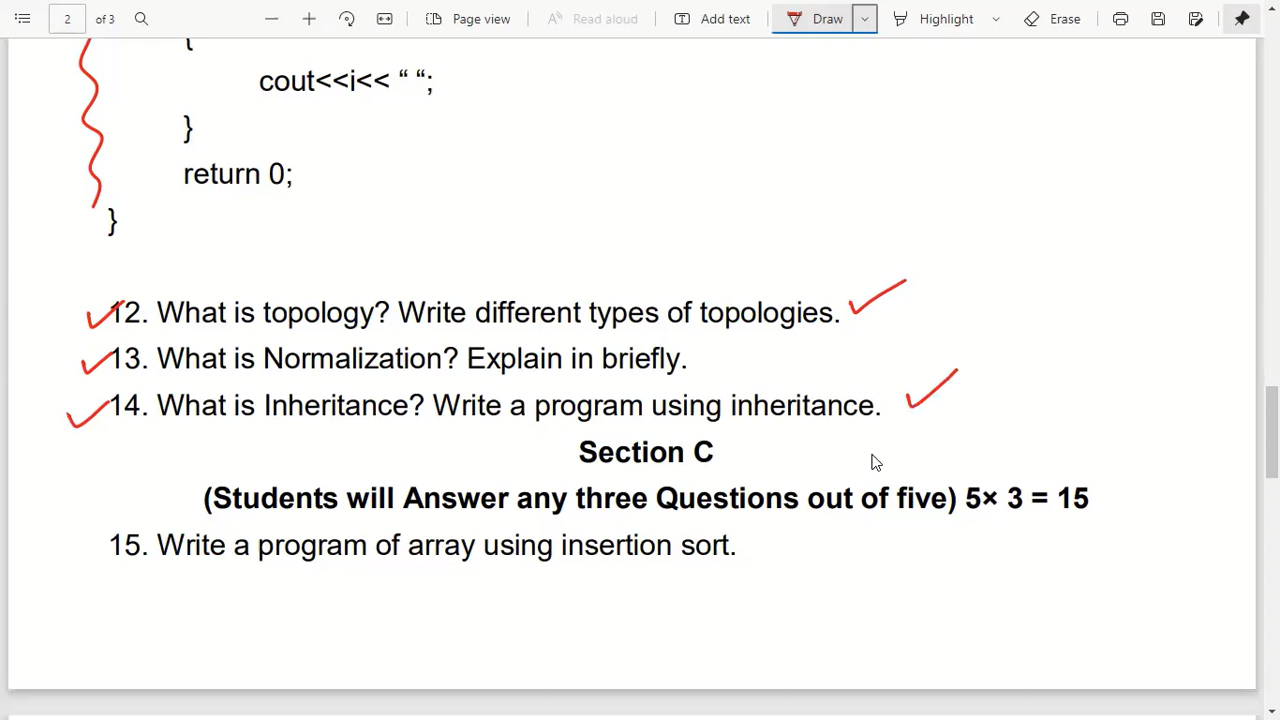 2 of 3 Page view Read aloud Add text Draw Highlight Erase
{
cout<<i<< “ “;
}
return 0;
}
12. What is topology? Write different types of topologies.
13. What is Normalization? Explain in briefly.
14. What is Inheritance? Write a program using inheritance.
Section C
(Students will Answer any three Questions out of five) 5× 3 = 15
15. Write a program of array using insertion sort.